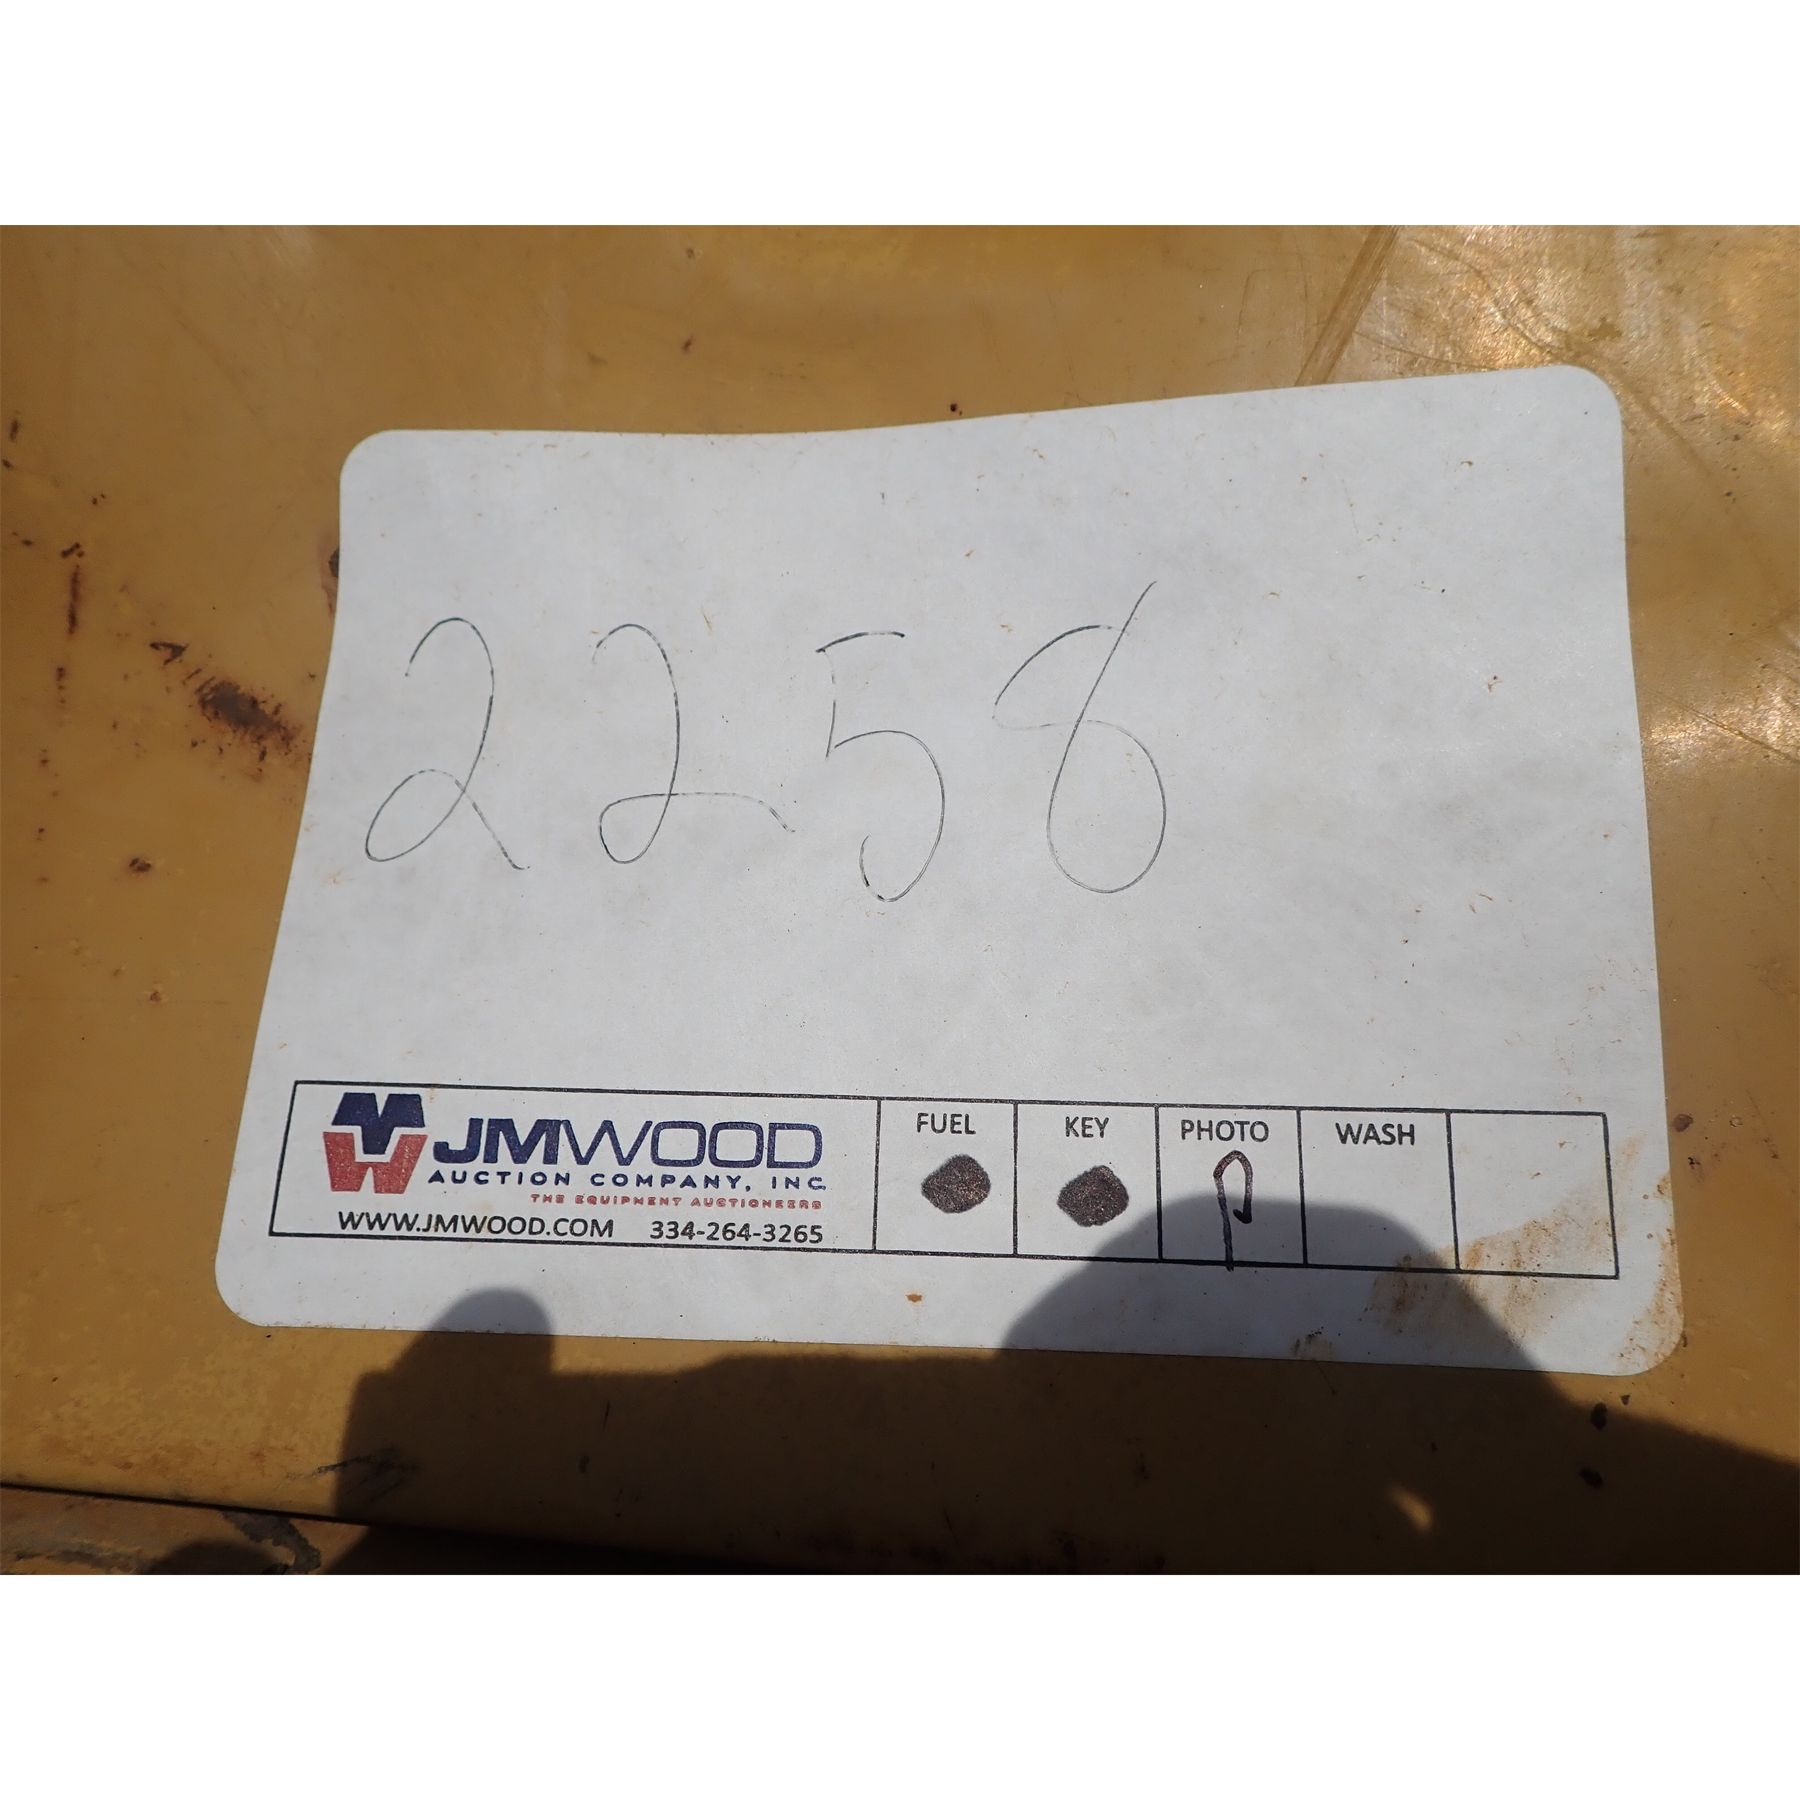 2258
JMWOOD
AUCTION COMPANY, INC.
THE EQUIPMENT AUCTIONEERS
WWW.JMWOOD.COM 334-264-3265
FUEL KEY PHOTO WASH
P